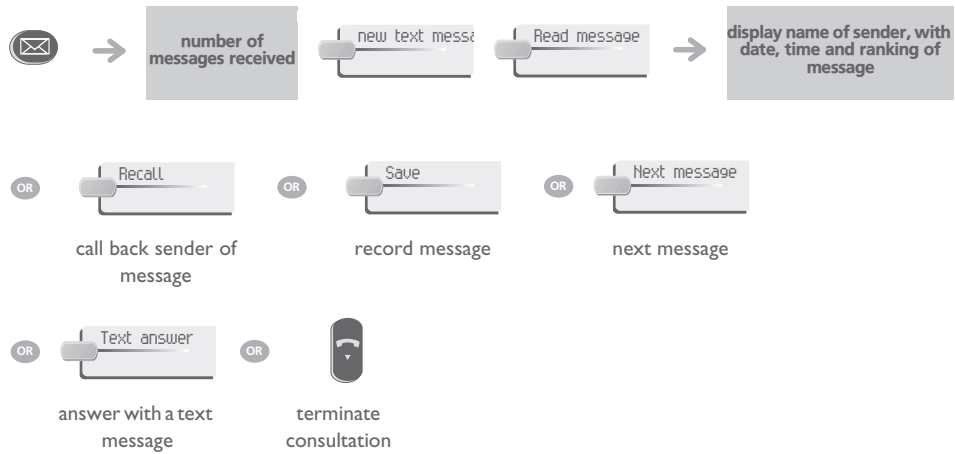 number of
messages received
new text messa
Read message
display name of sender, with
date, time and ranking of
message
OR
Recall
OR
Save
OR
Next message
call back sender of
message
record message
next message
OR
Text answer
OR
answer with a text
message
terminate
consultation